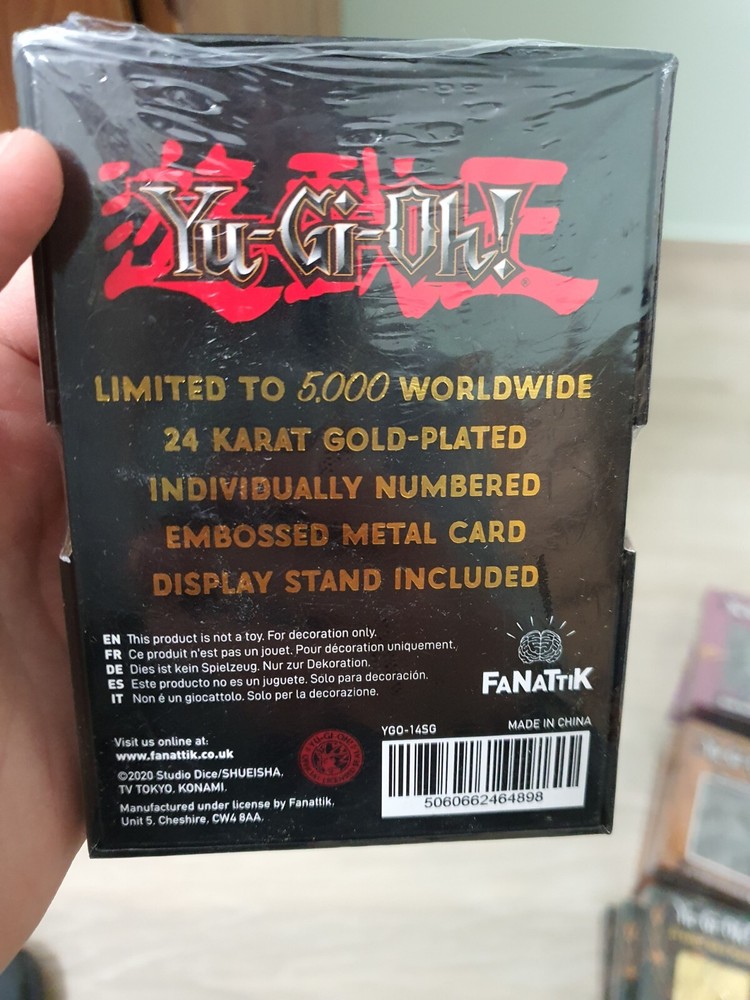 遊戯王
Yu-Gi-Oh!
LIMITED TO 5,000 WORLDWIDE
24 KARAT GOLD-PLATED
INDIVIDUALLY NUMBERED
EMBOSSED METAL CARD
DISPLAY STAND INCLUDED
EN This product is not a toy. For decoration only.
FR Ce produit n'est pas un jouet. Pour décoration uniquement.
DE Dies ist kein Spielzeug. Nur zur Dekoration.
ES Este producto no es un juguete. Solo para decoración.
IT Non é un giocattolo. Solo per la decorazione.
FANATTIK
Visit us online at:
www.fanattik.co.uk
©2020 Studio Dice/SHUEISHA,
TV TOKYO, KONAMI.
Manufactured under license by Fanattik,
Unit 5, Cheshire, CW4 8AA.
YGO-14SG
MADE IN CHINA
5060662464898